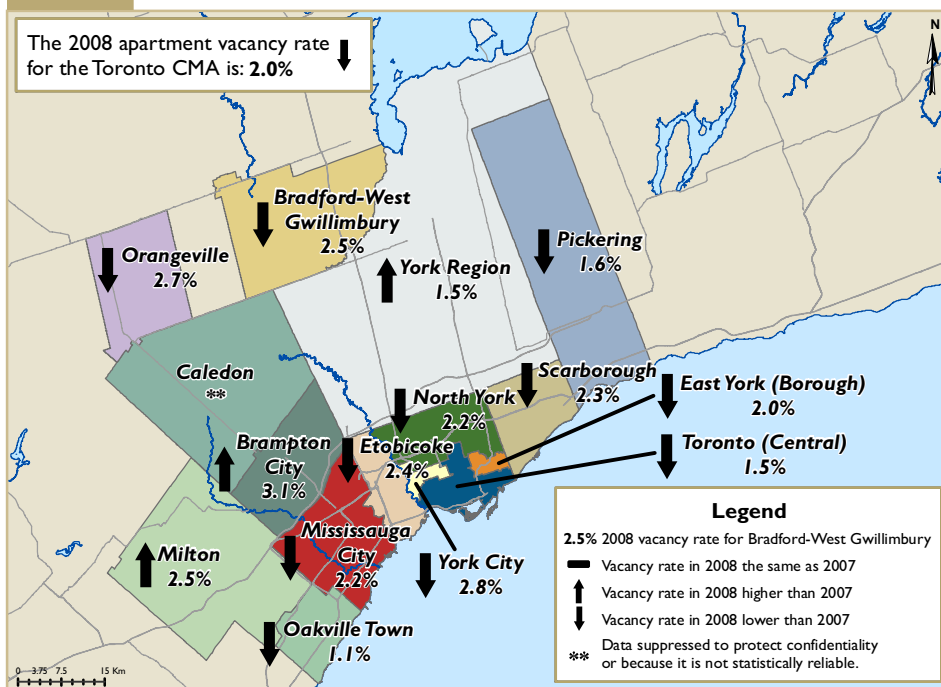 The 2008 apartment vacancy rate
for the Toronto CMA is: 2.0%
N
Bradford-West
Gwillimbury
2.5%
Orangeville
2.7%
York Region
1.5%
Pickering
1.6%
Caledon
**
Scarborough
2.3%
North York
2.2%
East York (Borough)
2.0%
Brampton
City
3.1%
Etobicoke
2.4%
Toronto (Central)
1.5%
Milton
2.5%
Mississauga
City
2.2%
York City
2.8%
Oakville Town
1.1%
0 3.75 7.5 15 Km
Legend
2.5% 2008 vacancy rate for Bradford-West Gwillimbury
Vacancy rate in 2008 the same as 2007
Vacancy rate in 2008 higher than 2007
Vacancy rate in 2008 lower than 2007
** Data suppressed to protect confidentiality
or because it is not statistically reliable.